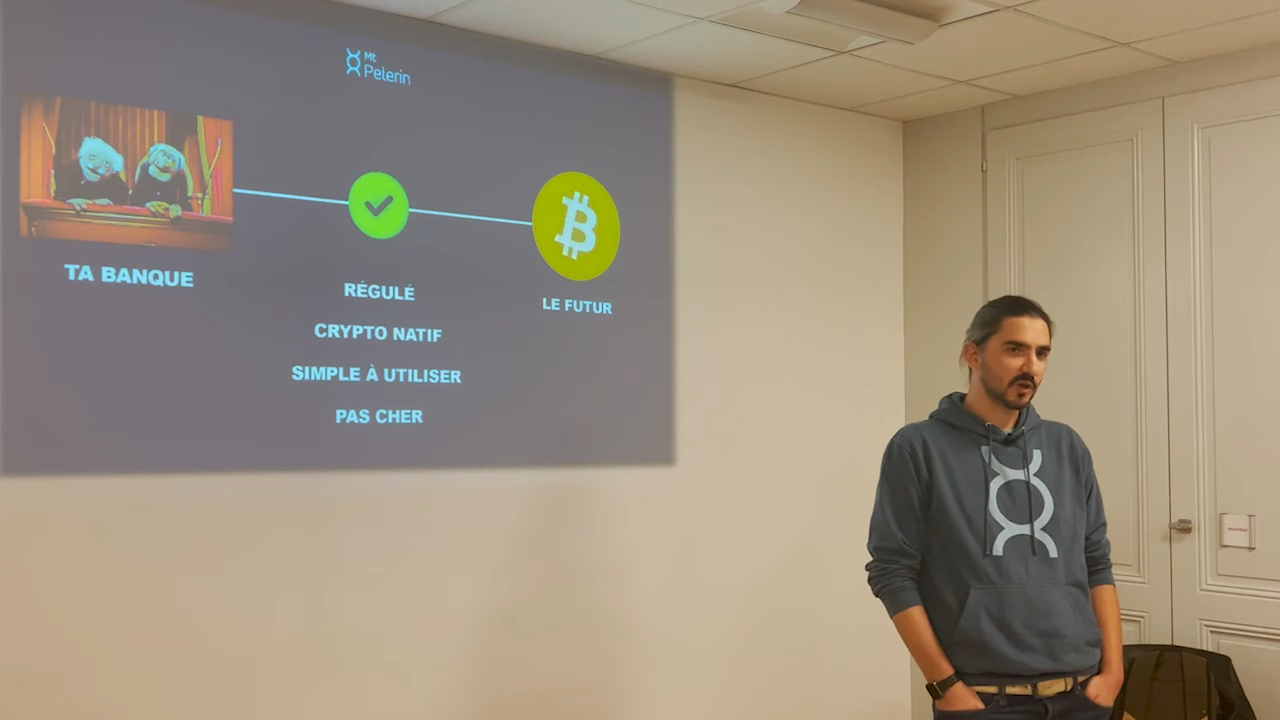 Mt
Pelerin
TA BANQUE
RÉGULÉ
CRYPTO NATIF
SIMPLE À UTILISER
PAS CHER
LE FUTUR